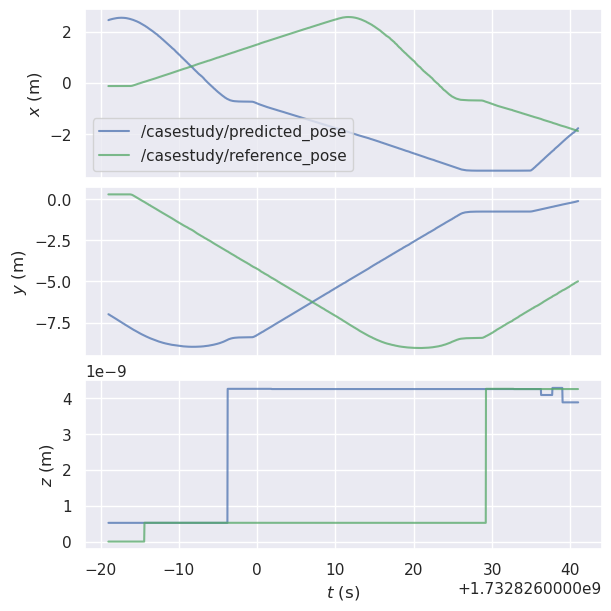 2
0
−2
x (m)
/casestudy/predicted_pose
/casestudy/reference_pose
0.0
−2.5
−5.0
−7.5
y (m)
1e−9
4
3
2
1
0
z (m)
−20 −10 0 10 20 30 40
t (s)
+1.7328260000e9